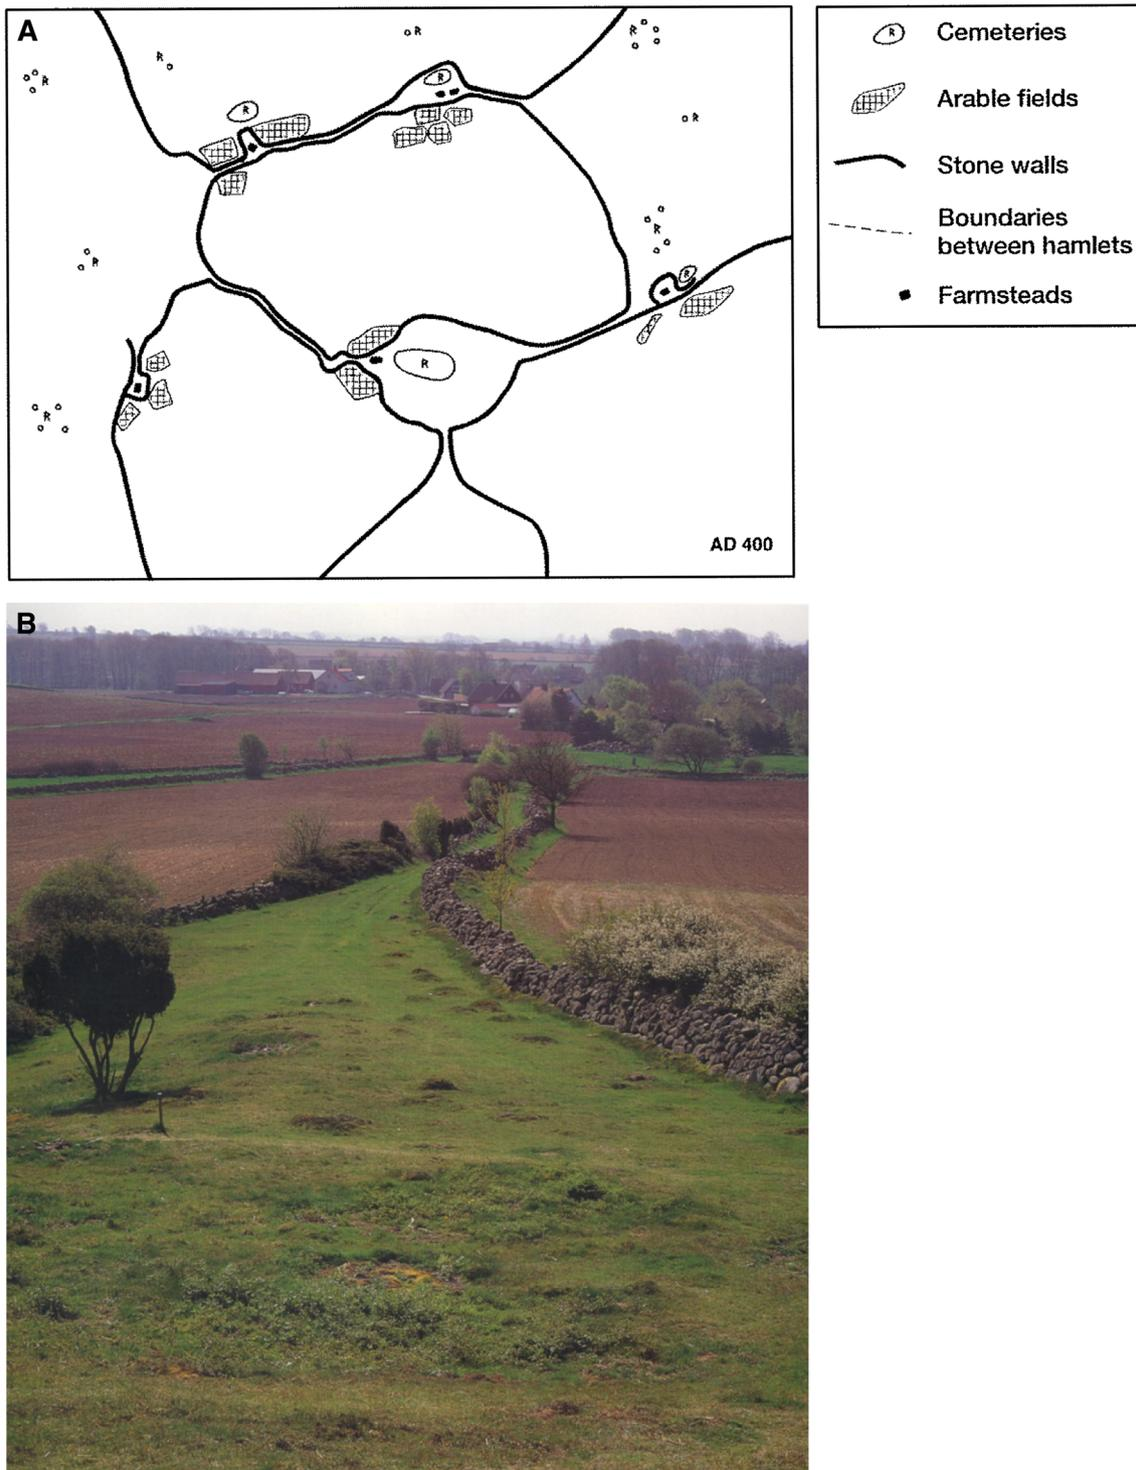 A
R
R
R
R
R
R
R
R
R
R
R
R
R
AD 400
R Cemeteries
Arable fields
Stone walls
Boundaries
between hamlets
Farmsteads
B